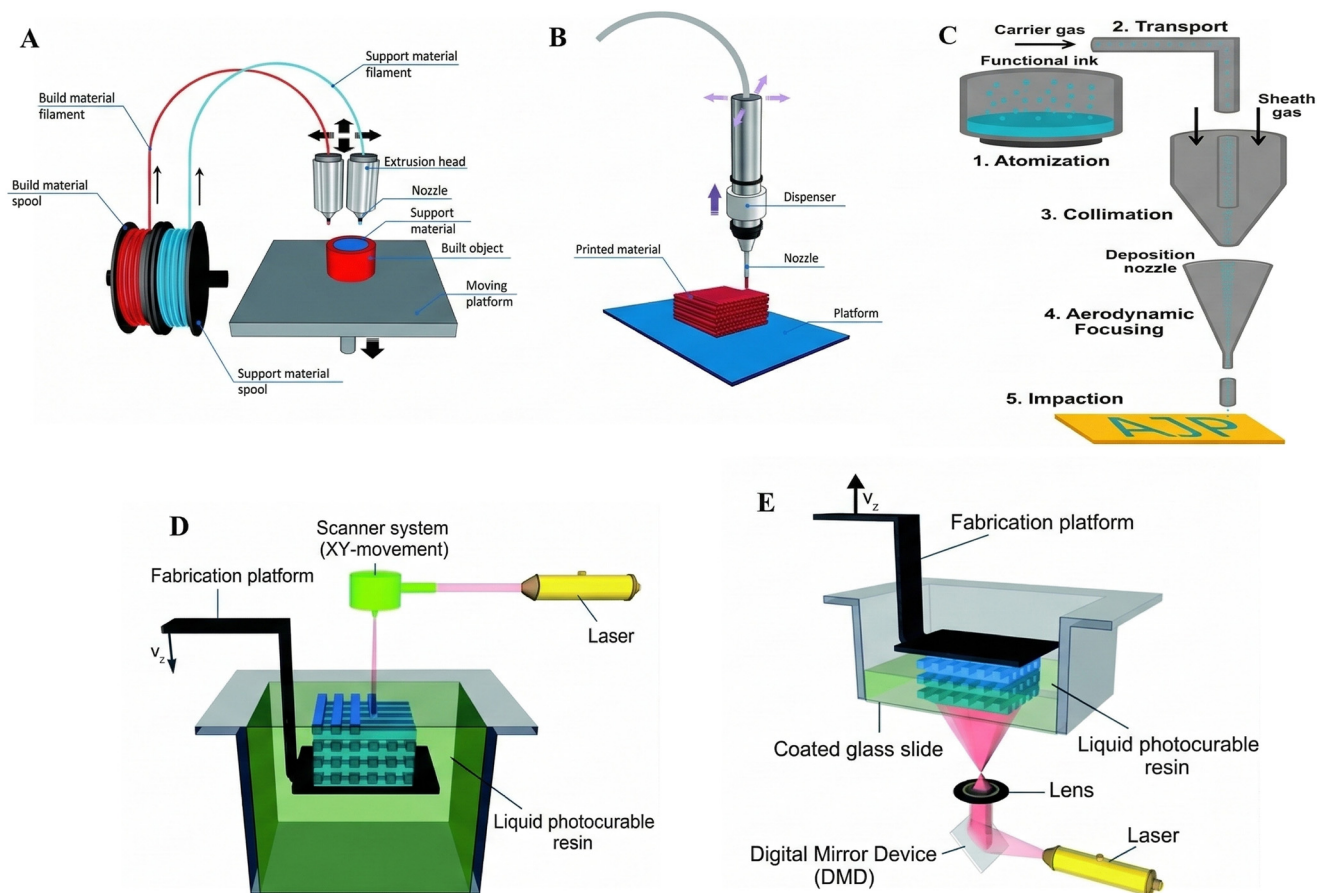 A
Support material
filament
Build material
filament
Build material
spool
Extrusion head
Nozzle
Support
material
Built object
Moving
platform
Support material
spool
B
Dispenser
Printed material
Nozzle
Platform
C
Carrier gas
2. Transport
Functional ink
Sheath
gas
1. Atomization
3. Collimation
Deposition
nozzle
4. Aerodynamic
Focusing
5. Impaction
AJP
D
Scanner system
(XY-movement)
Fabrication platform
Laser
vz
Liquid photocurable
resin
E
vz
Fabrication platform
Coated glass slide
Liquid photocurable
resin
Lens
Laser
Digital Mirror Device
(DMD)